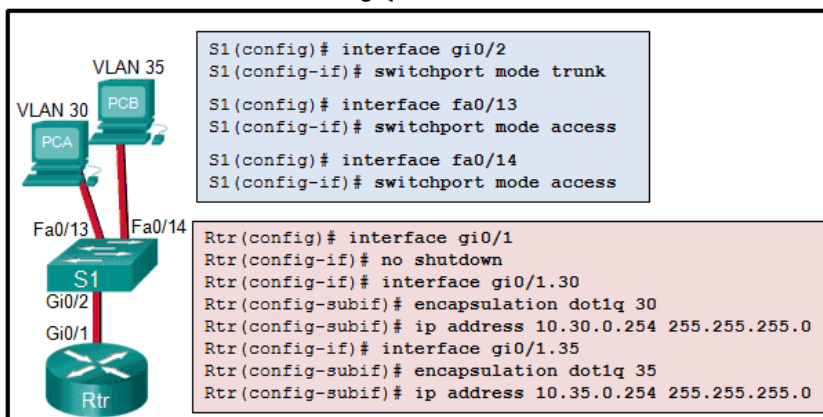 VLAN 35
PCB
VLAN 30
PCA
Fa0/13
Fa0/14
S1
Gi0/2
Gi0/1
Rtr
S1(config)# interface gi0/2
S1(config-if)# switchport mode trunk
S1(config)# interface fa0/13
S1(config-if)# switchport mode access
S1(config)# interface fa0/14
S1(config-if)# switchport mode access
Rtr(config)# interface gi0/1
Rtr(config-if)# no shutdown
Rtr(config-if)# interface gi0/1.30
Rtr(config-subif)# encapsulation dot1q 30
Rtr(config-subif)# ip address 10.30.0.254 255.255.255.0
Rtr(config-if)# interface gi0/1.35
Rtr(config-subif)# encapsulation dot1q 35
Rtr(config-subif)# ip address 10.35.0.254 255.255.255.0